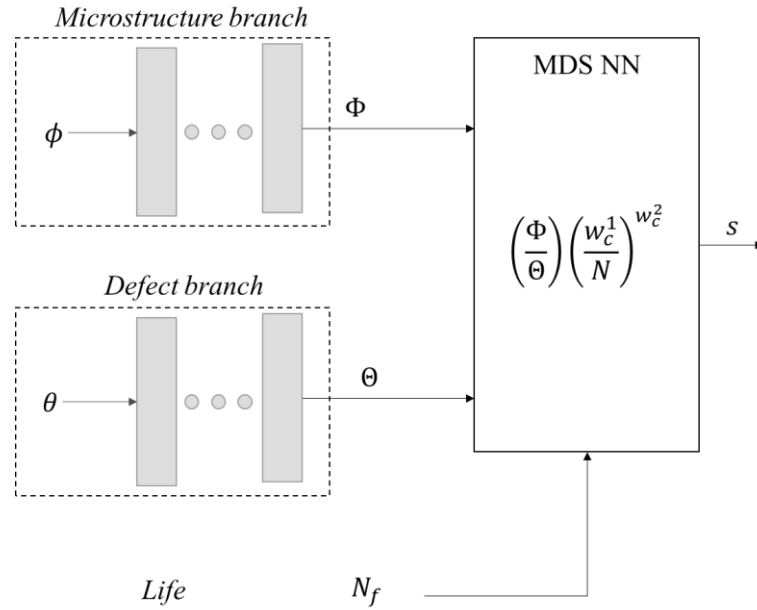 Microstructure branch
ϕ
Φ
MDS NN
(Φ/Θ)(w_c^1/N)^{w_c^2}
s
Defect branch
θ
Θ
Life
N_f